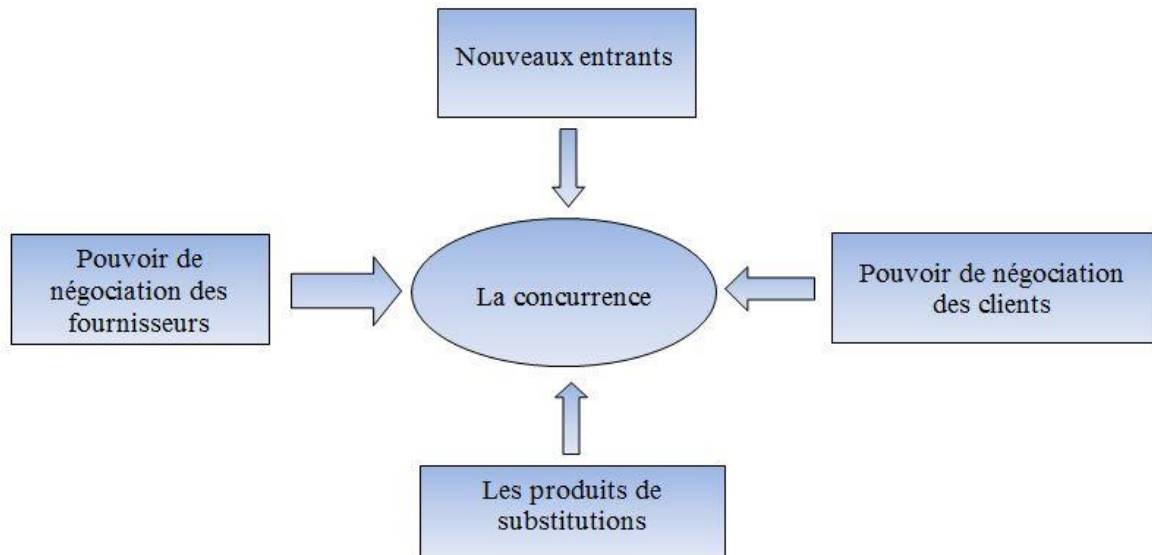 Nouveaux entrants
Pouvoir de
négociation des
fournisseurs
La concurrence
Pouvoir de négociation
des clients
Les produits de
substitutions